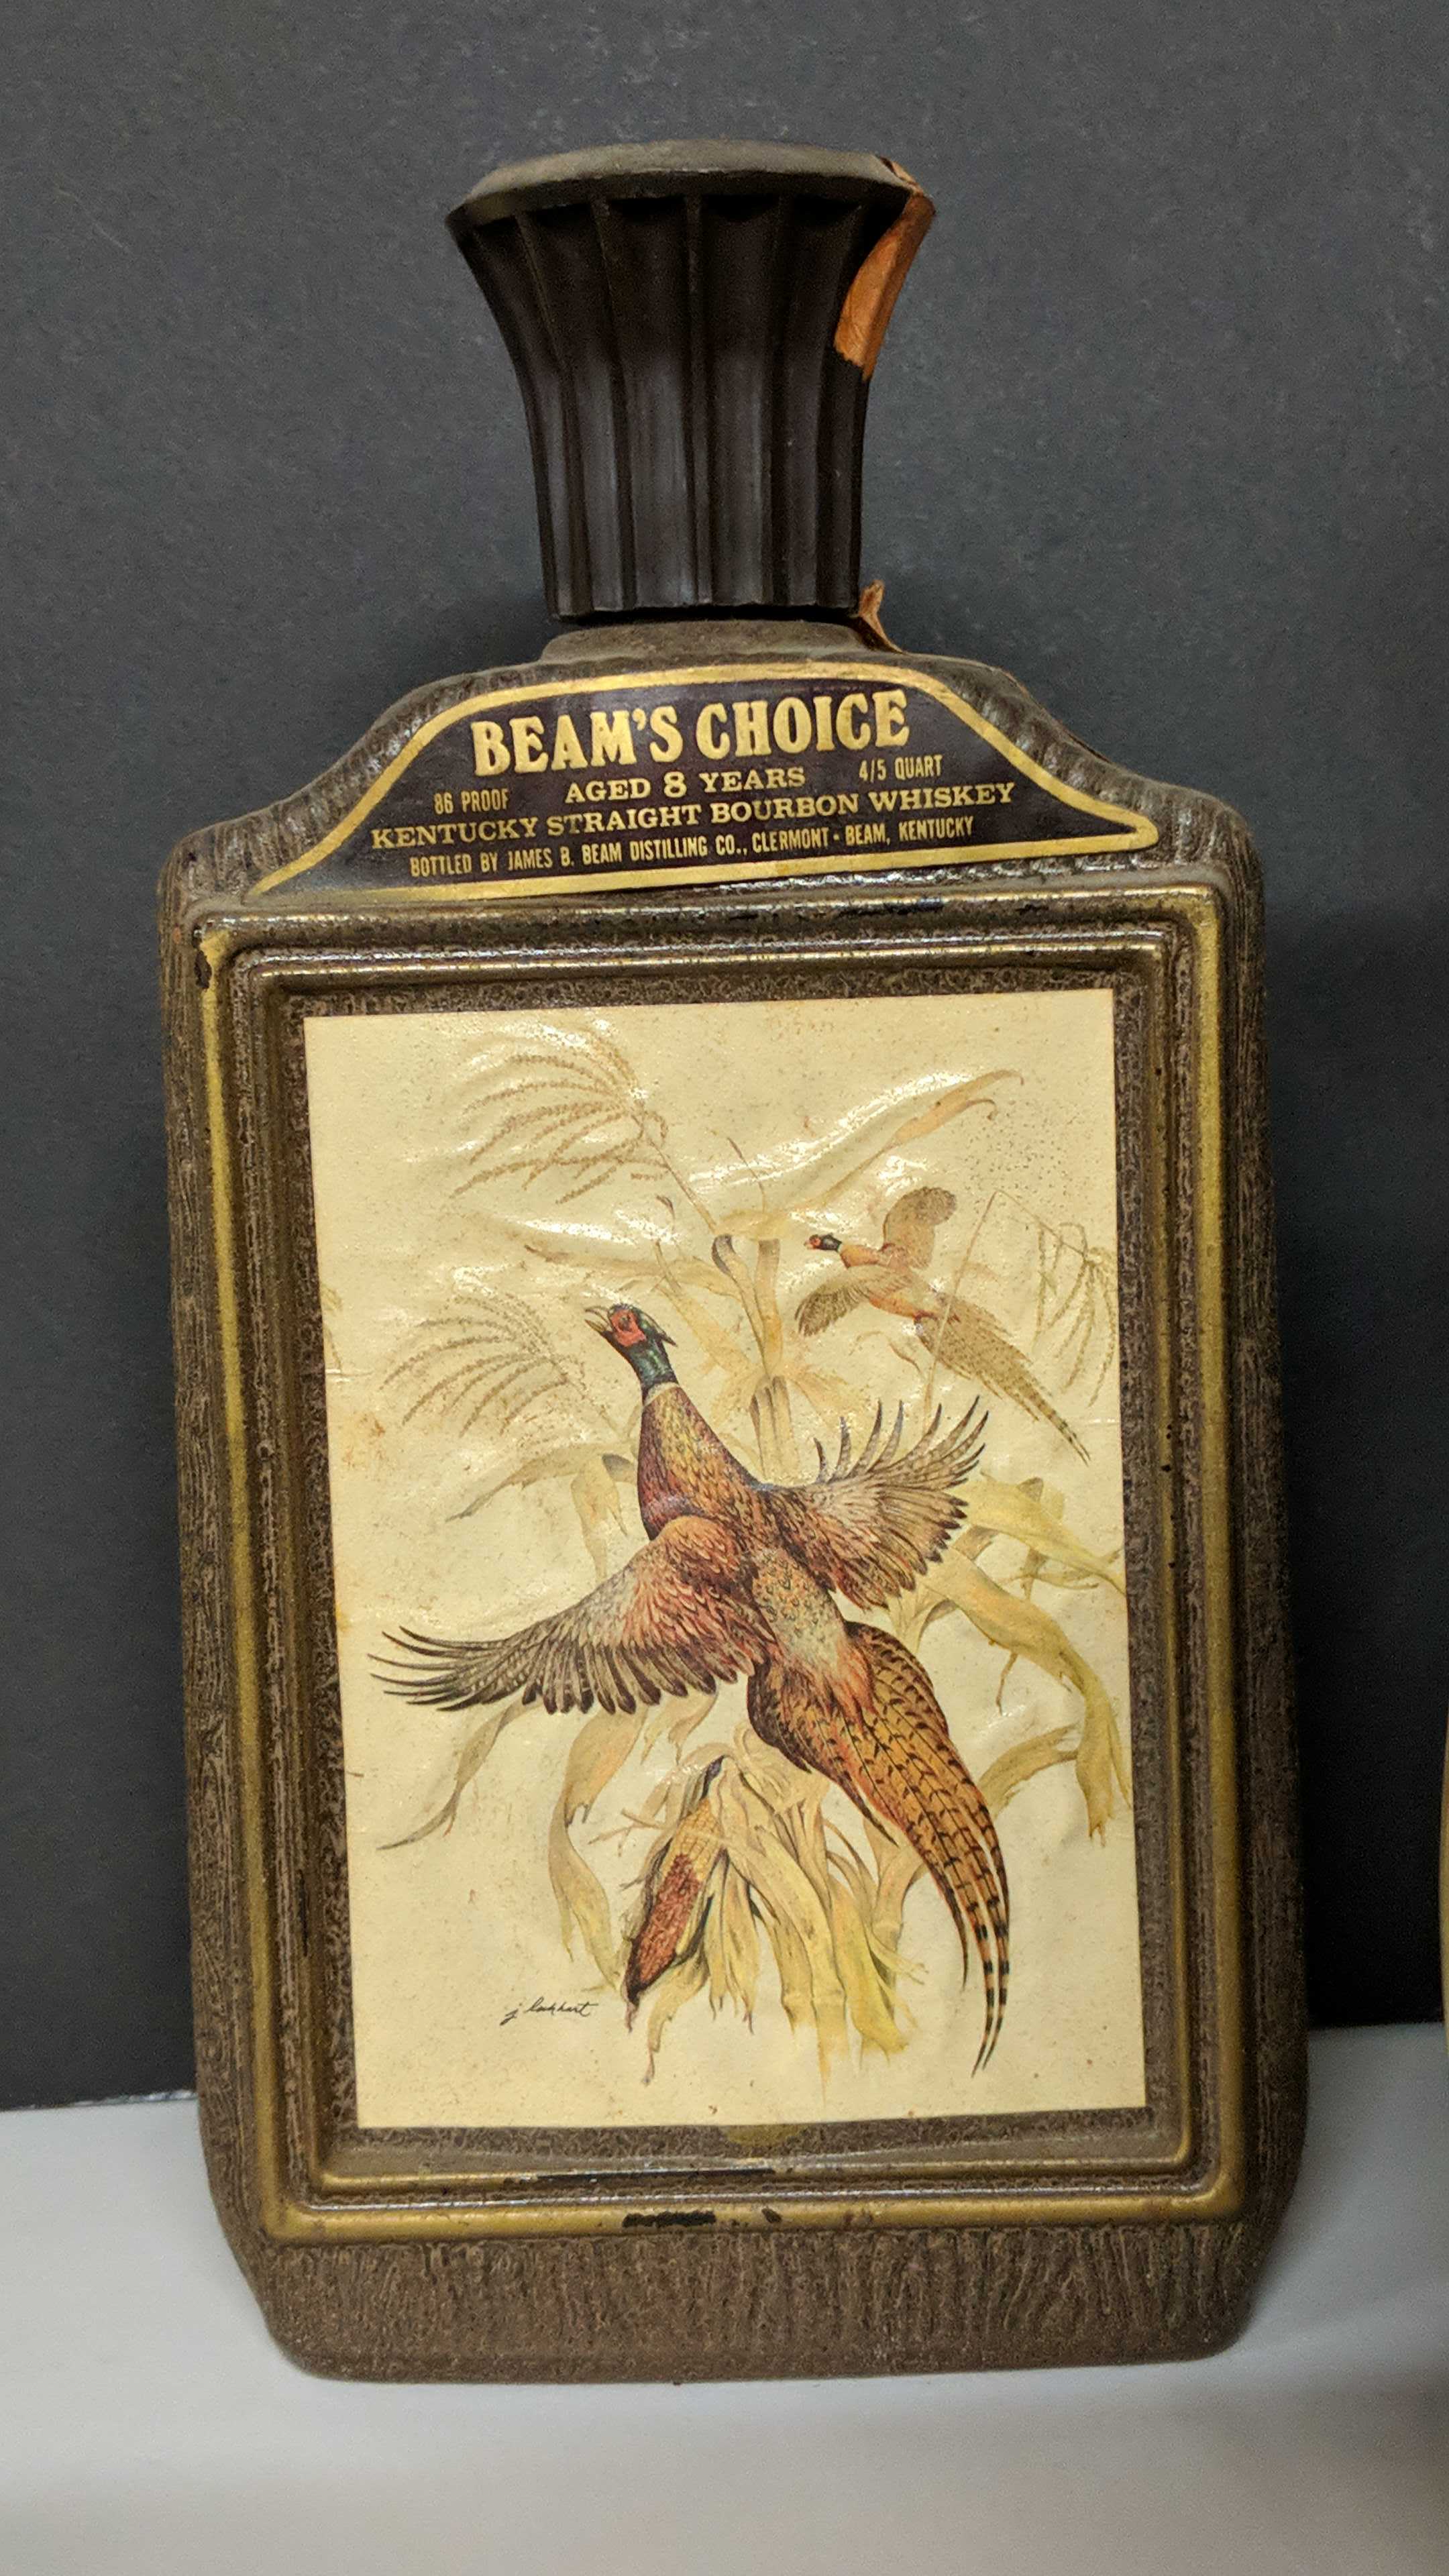 BEAM'S CHOICE
86 PROOF AGED 8 YEARS 4/5 QUART
KENTUCKY STRAIGHT BOURBON WHISKEY
BOTTLED BY JAMES B. BEAM DISTILLING CO., CLERMONT - BEAM, KENTUCKY
j lockhart